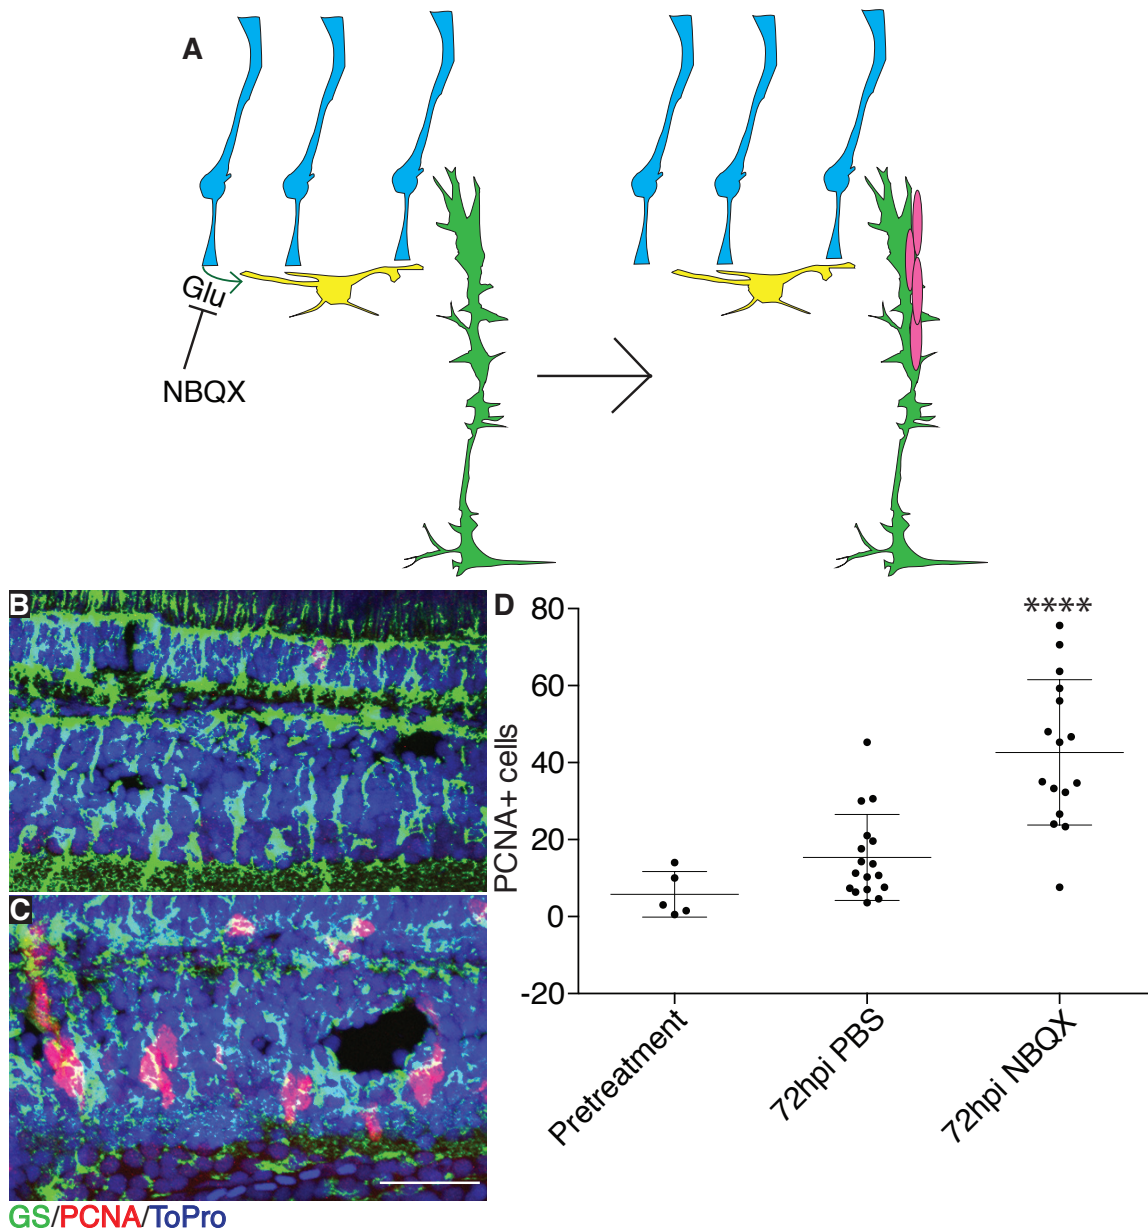 A
Glu
NBQX
B
C
GS/PCNA/ToPro
D
PCNA+ cells
80
60
40
20
0
-20
****
Pretreatment
72hpi PBS
72hpi NBQX